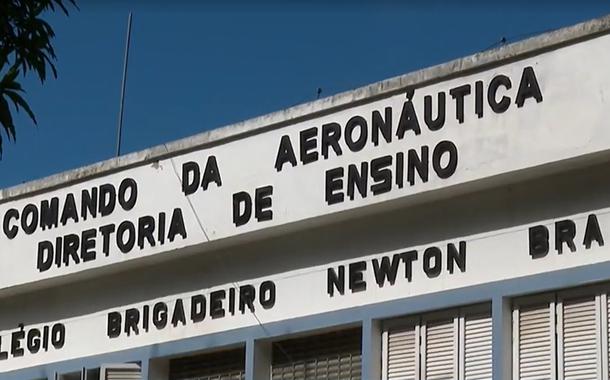 COMANDO DA AERONÁUTICA
DIRETORIA DE ENSINO
LÉGIO BRIGADEIRO NEWTON BRA